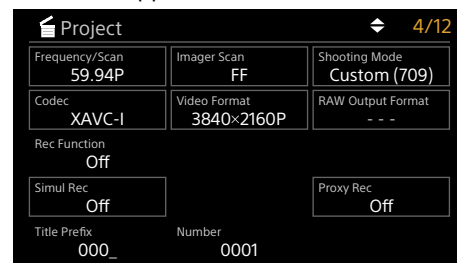 Project 4/12
Frequency/Scan Imager Scan Shooting Mode
59.94P FF Custom (709)
Codec Video Format RAW Output Format
XAVC-I 3840×2160P - - -
Rec Function
Off
Simul Rec Proxy Rec
Off Off
Title Prefix Number
000_ 0001